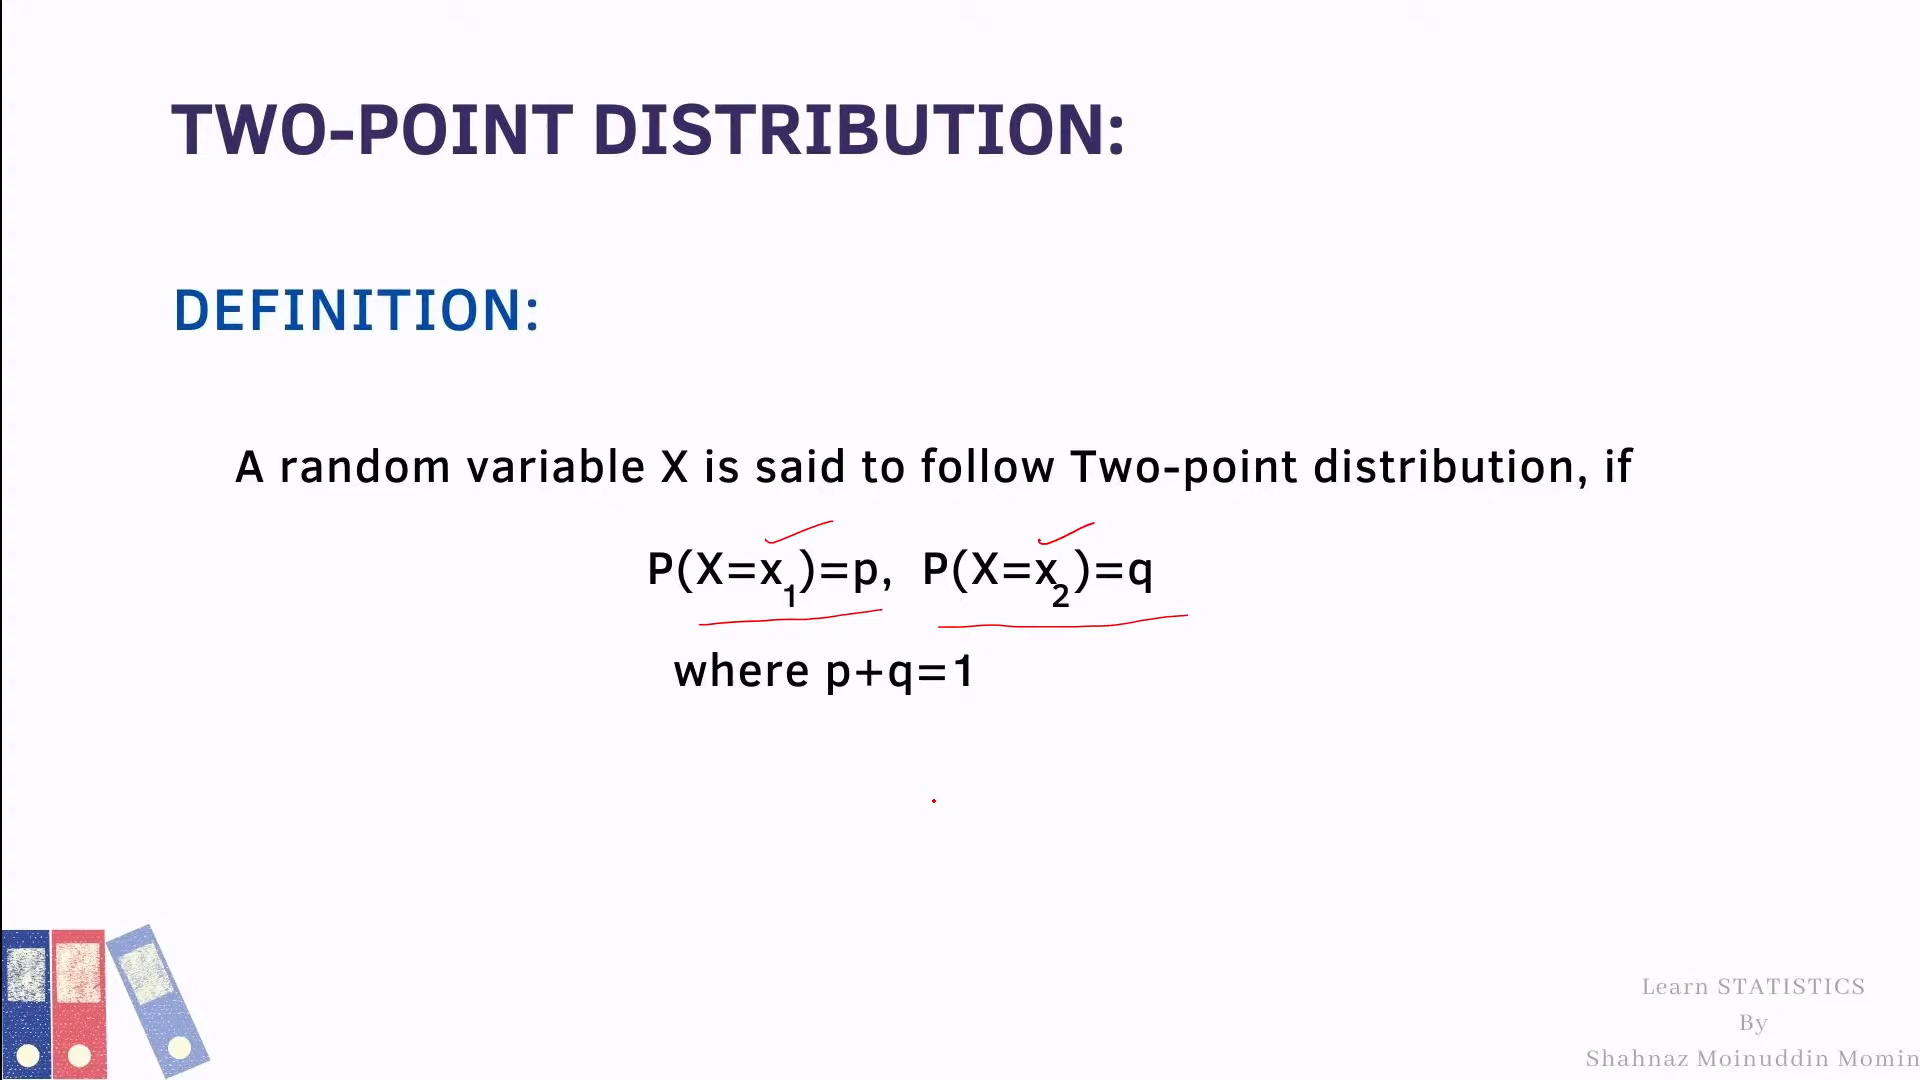 TWO-POINT DISTRIBUTION:
DEFINITION:
A random variable X is said to follow Two-point distribution, if
P(X=x₁)=p, P(X=x₂)=q
where p+q=1
Learn STATISTICS
By
Shahnaz Moinuddin Momin